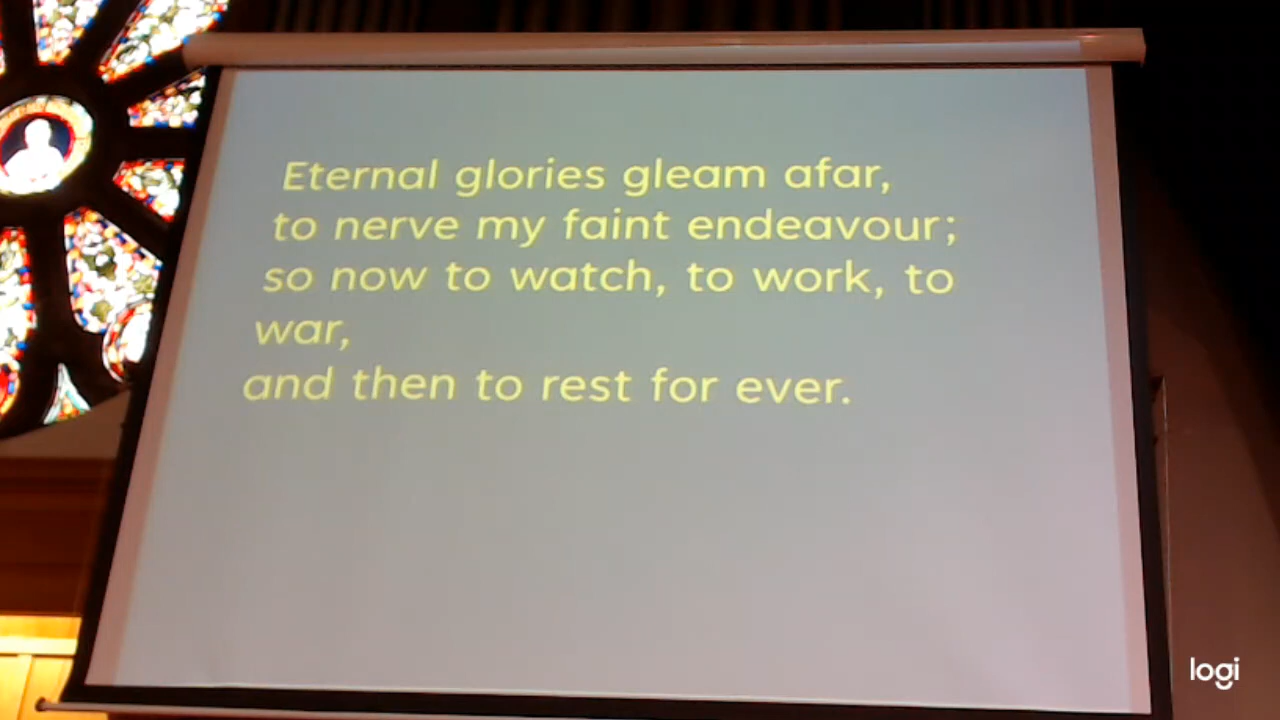 Eternal glories gleam afar,
to nerve my faint endeavour;
so now to watch, to work, to
war,
and then to rest for ever.
logi